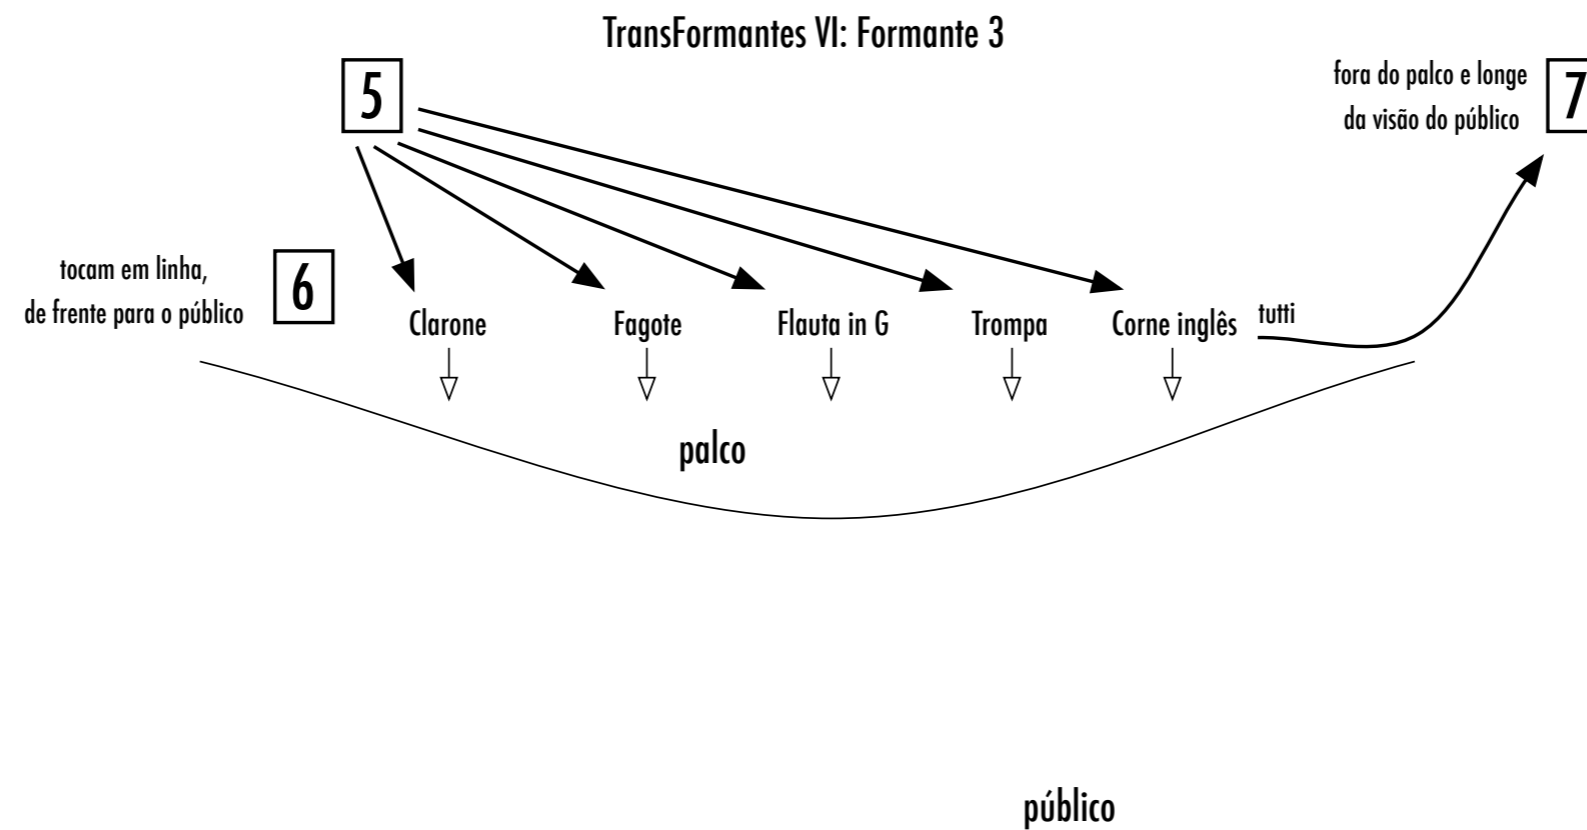 TransFormantes VI: Formante 3
5
fora do palco e longe
da visão do público
7
tocam em linha,
de frente para o público
6
Clarone
Fagote
Flauta in G
Trompa
Corne inglês
tutti
palco
público